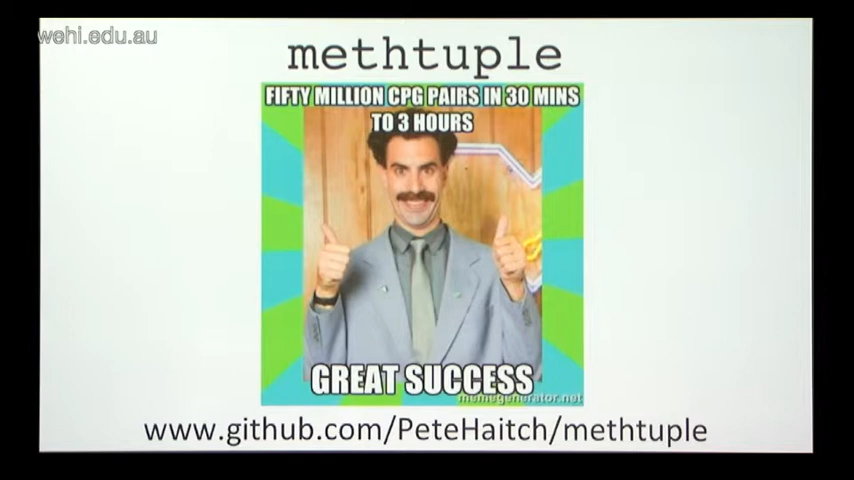 wehi.edu.au
methtuple
FIFTY MILLION CPG PAIRS IN 30 MINS
TO 3 HOURS
GREAT SUCCESS
memegenerator.net
www.github.com/PeteHaitch/methtuple